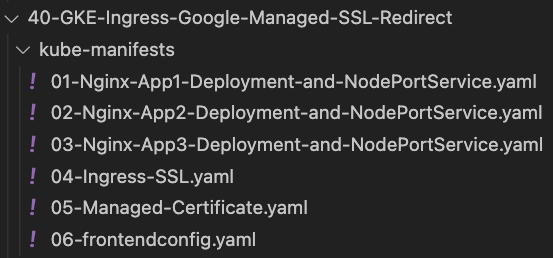 40-GKE-Ingress-Google-Managed-SSL-Redirect
kube-manifests
! 01-Nginx-App1-Deployment-and-NodePortService.yaml
! 02-Nginx-App2-Deployment-and-NodePortService.yaml
! 03-Nginx-App3-Deployment-and-NodePortService.yaml
! 04-Ingress-SSL.yaml
! 05-Managed-Certificate.yaml
! 06-frontendconfig.yaml